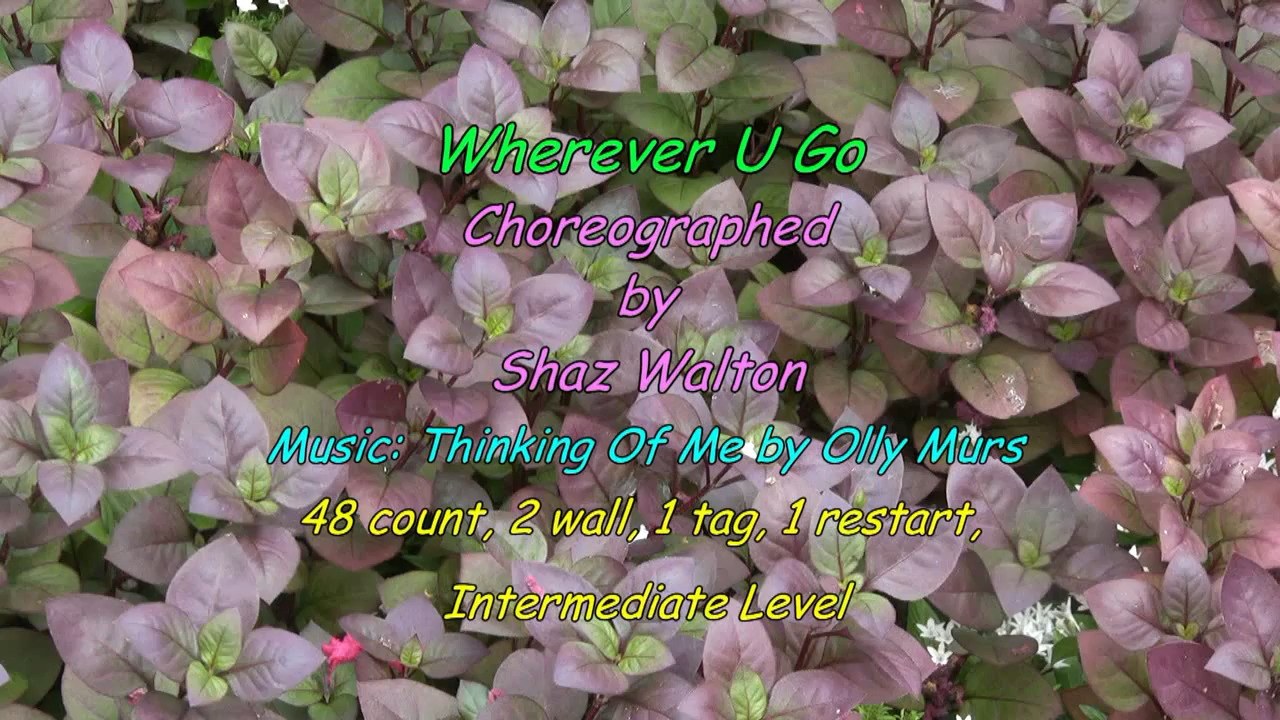 Wherever U Go
Choreographed
by
Shaz Walton
Music: Thinking Of Me by Olly Murs
48 count, 2 wall, 1 tag, 1 restart,
Intermediate Level